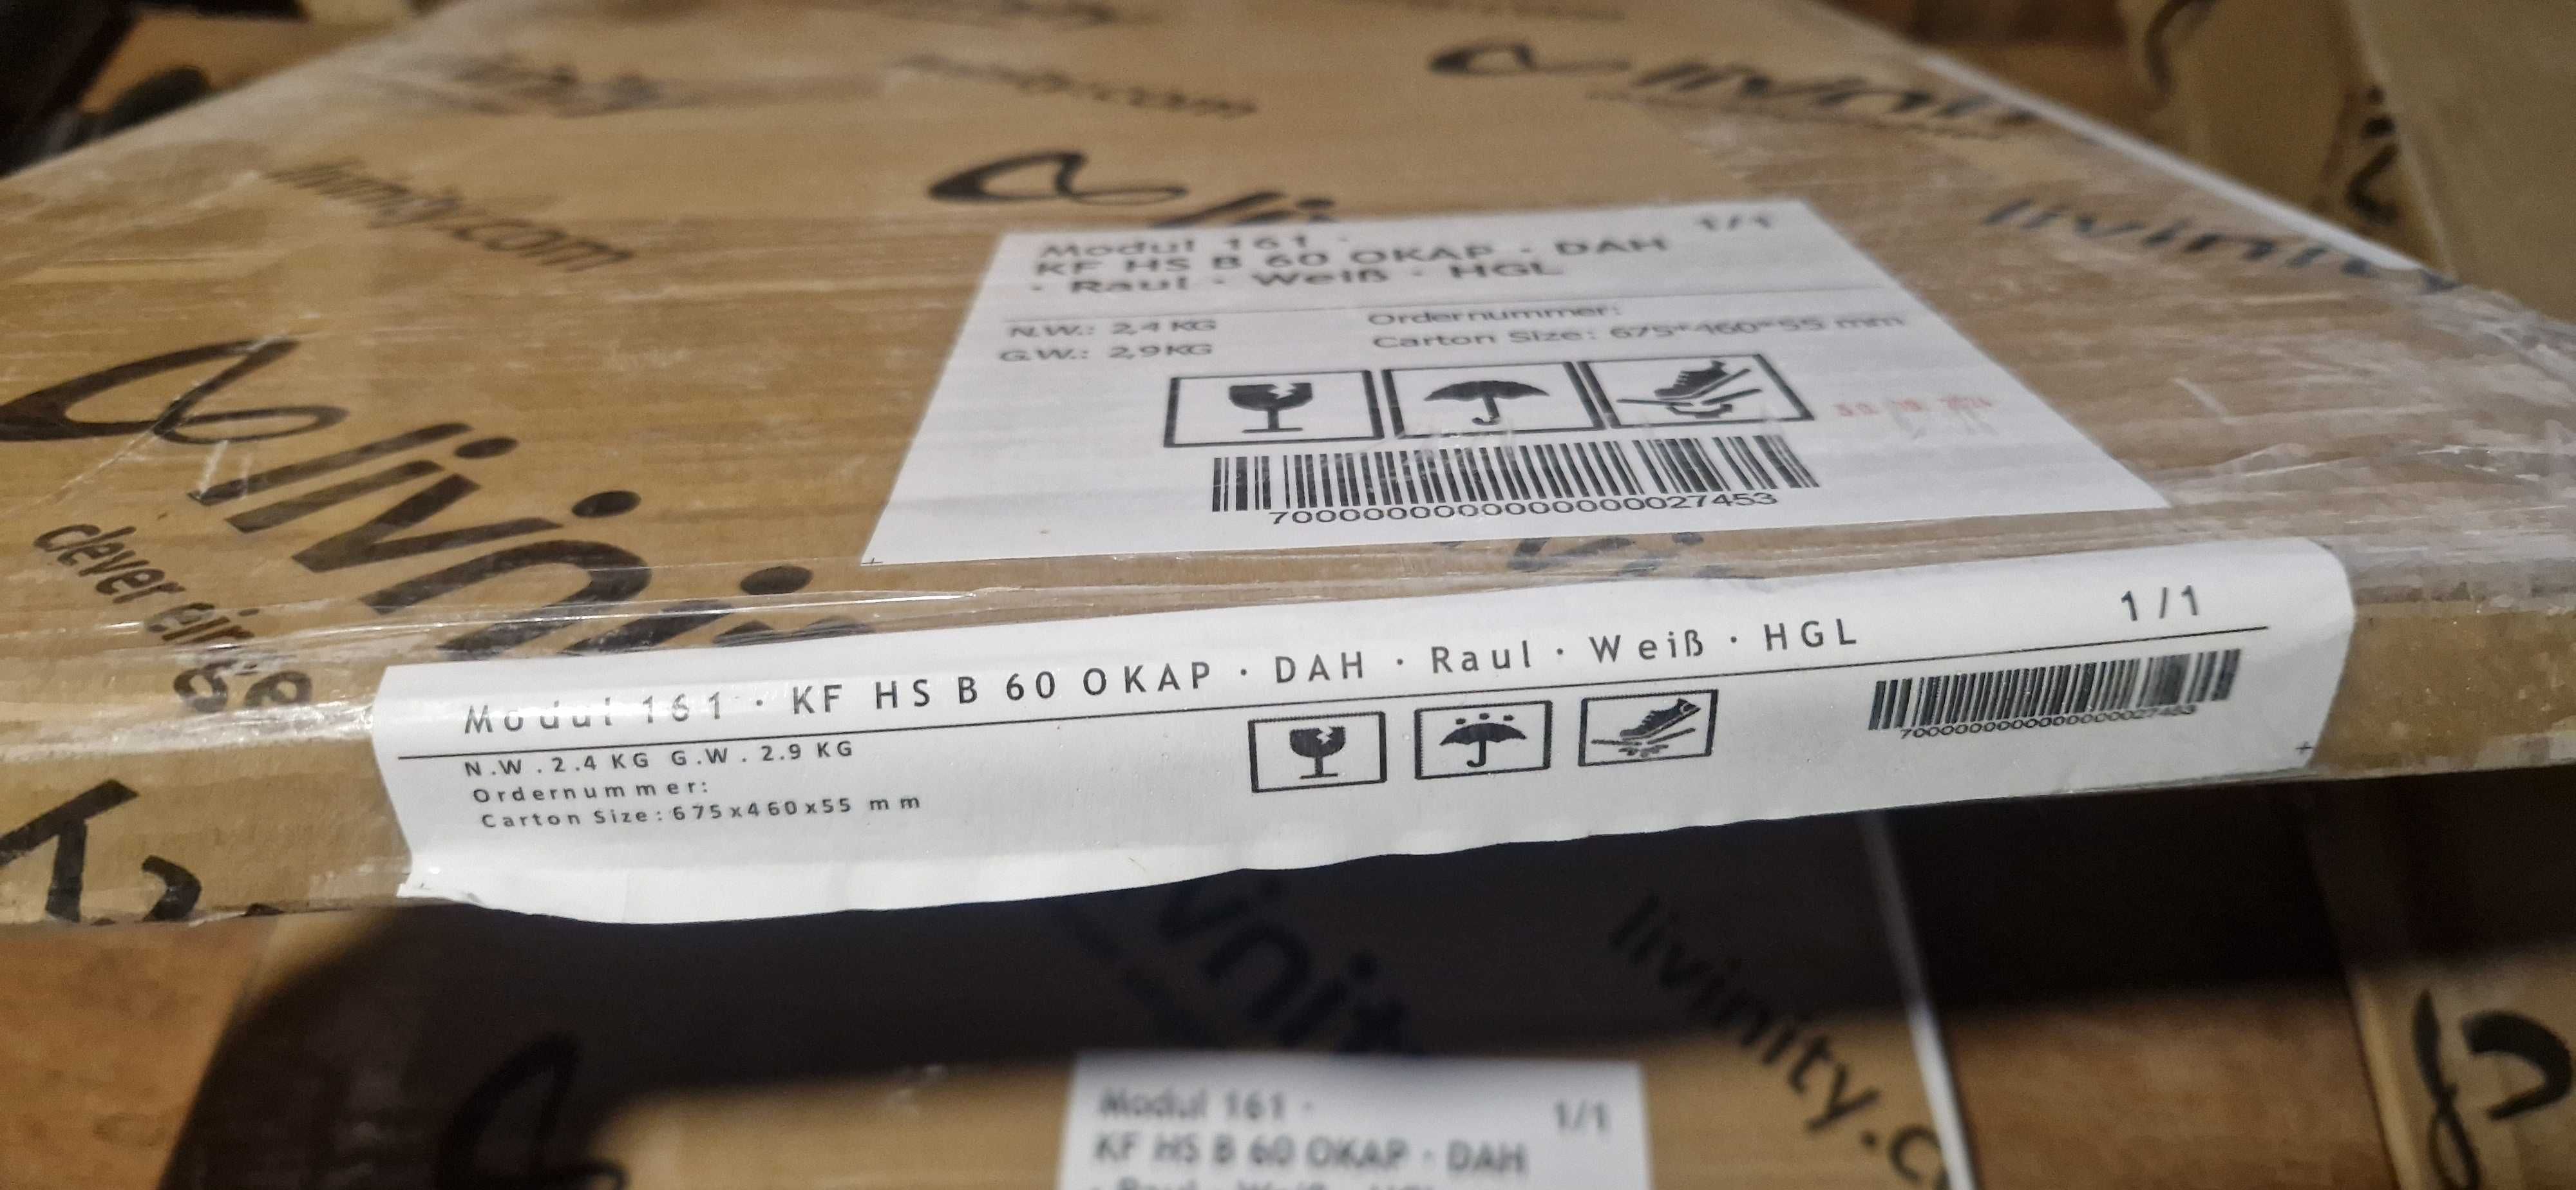 livinity.com
livinity
Modul 161 · 1/1
KF HS B 60 OKAP · DAH
· Raul · Weiß · HGL
N.W.: 2,4 KG
G.W.: 2,9KG
Ordernummer:
Carton Size: 675*460*55 mm
livini
clever einge
Modul 161 · KF HS B 60 OKAP · DAH · Raul · Weiß · HGL 1/1
N.W.2.4 KG G.W.2.9 KG
Ordernummer:
Carton Size:675x460x55 mm
livinity.c
Modul 161 · 1/1
KF HS B 60 OKAP · DAH